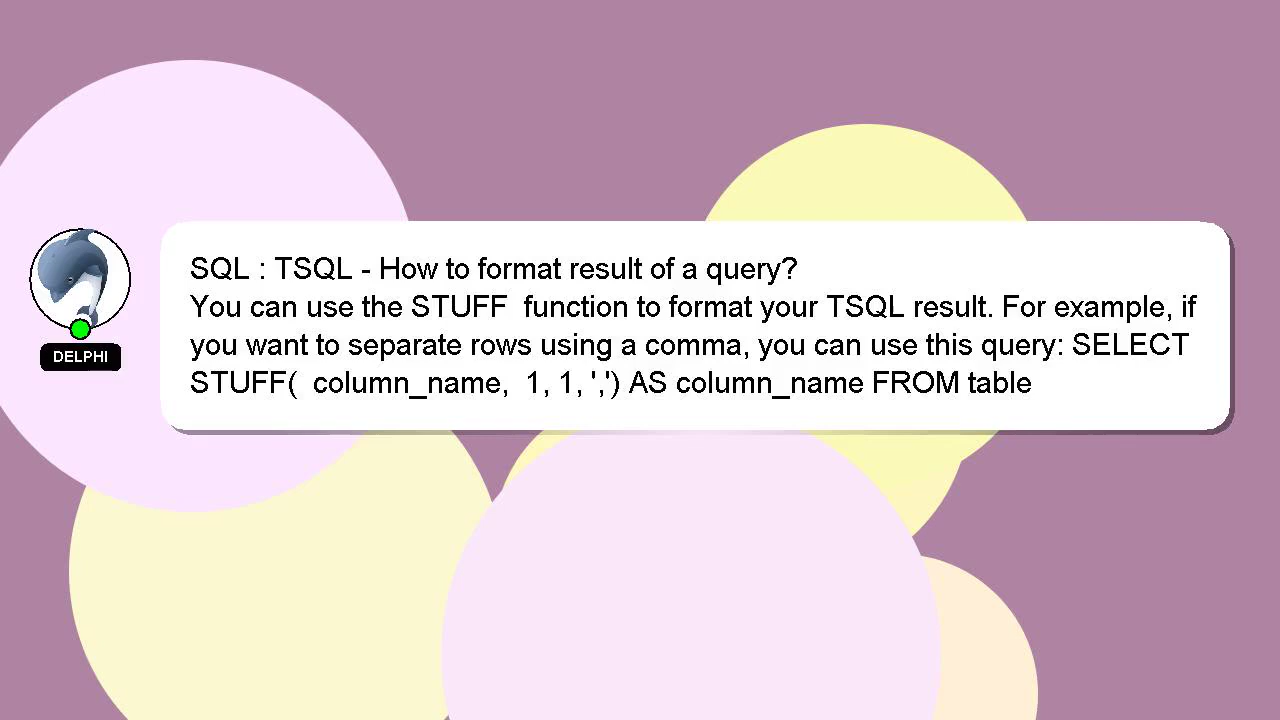 SQL : TSQL - How to format result of a query?
You can use the STUFF  function to format your TSQL result. For example, if
you want to separate rows using a comma, you can use this query: SELECT
STUFF(  column_name,  1, 1, ',') AS column_name FROM table
DELPHI